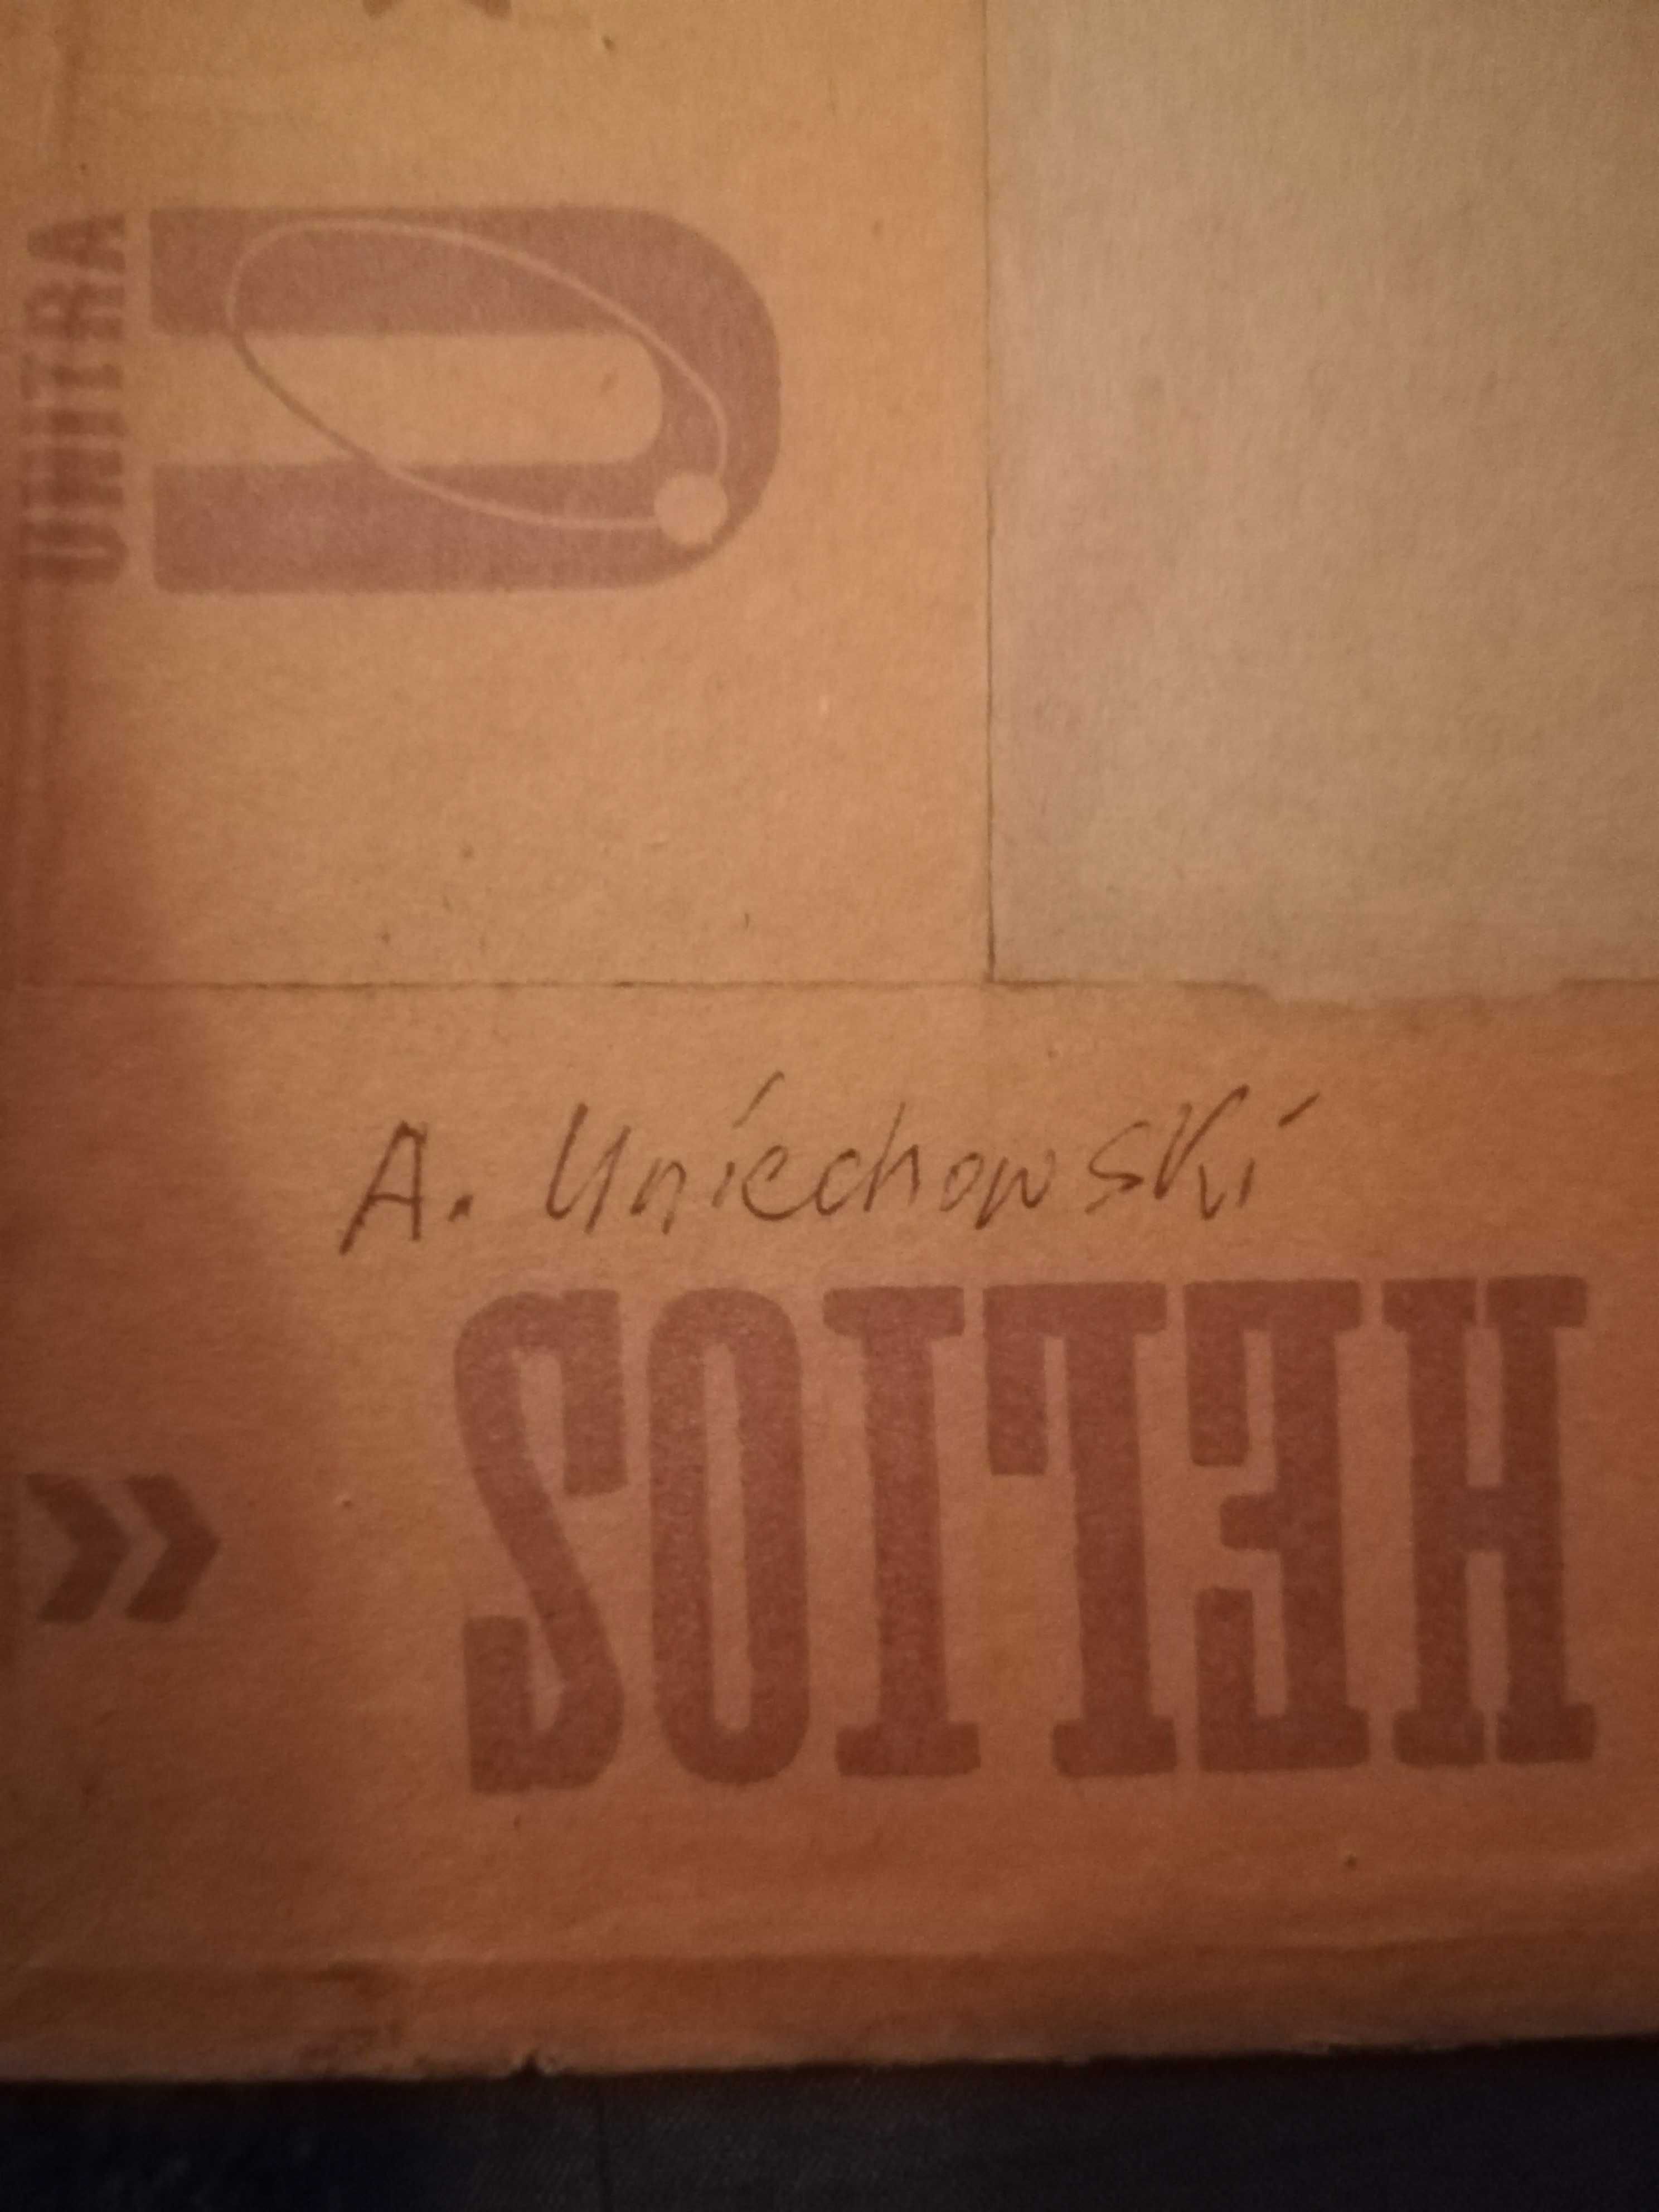 UNITRA
A. Uniechowski
HELIOS
»